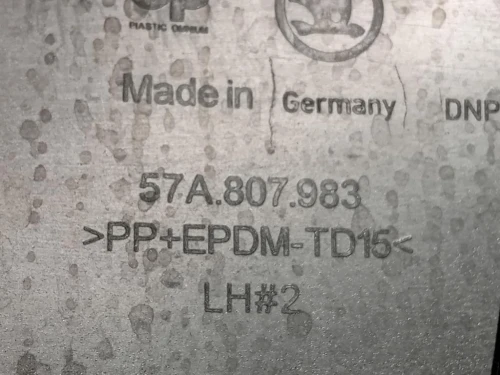 PLASTIC OMNIUM
Made in Germany DNP
57A.807.983
>PP+EPDM-TD15<
LH#2